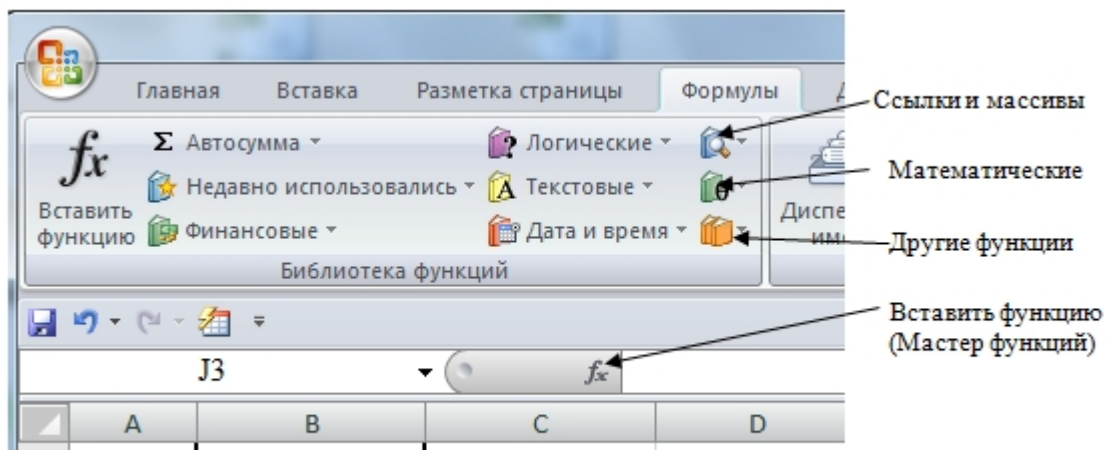 Главная Вставка Разметка страницы Формулы
Ссылки и массивы
fx Σ Автосумма Логические
Математические
Недавно использовались A Текстовые θ
Вставить функцию Финансовые Дата и время
Другие функции
Библиотека функций
Вставить функцию
(Мастер функций)
J3 fx
A B C D